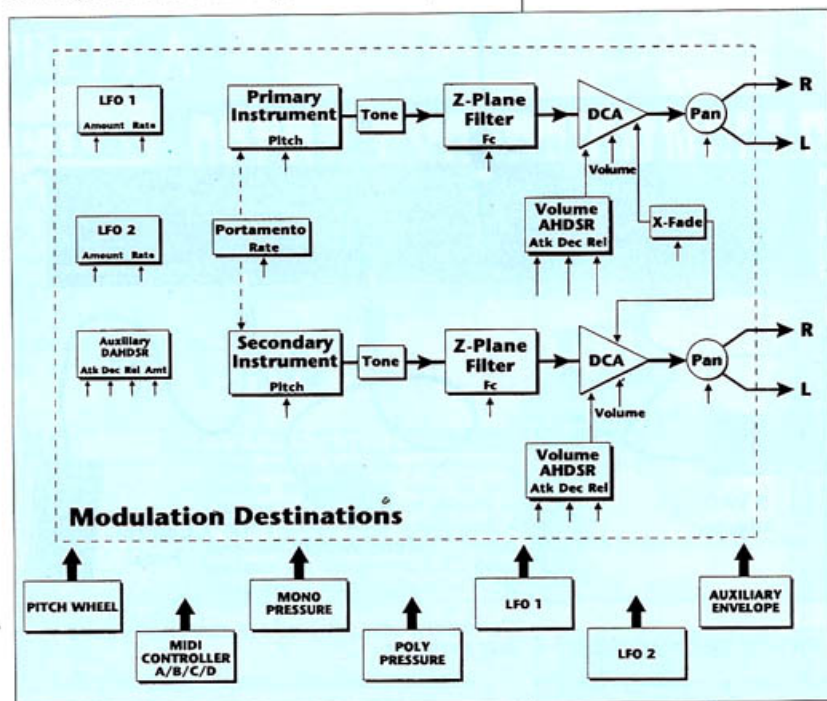 LFO 1
Amount Rate
Primary
Instrument
Pitch
Tone
Z-Plane
Filter
Fc
DCA
Volume
Pan
R
L
LFO 2
Amount Rate
Portamento
Rate
Volume
AHDSR
Atk Dec Rel
X-Fade
Auxiliary
DAHDSR
Atk Dec Rel Amt
Secondary
Instrument
Pitch
Tone
Z-Plane
Filter
Fc
DCA
Volume
Pan
R
L
Volume
AHDSR
Atk Dec Rel
Modulation Destinations
PITCH WHEEL
MIDI
CONTROLLER
A/B/C/D
MONO
PRESSURE
POLY
PRESSURE
LFO 1
LFO 2
AUXILIARY
ENVELOPE